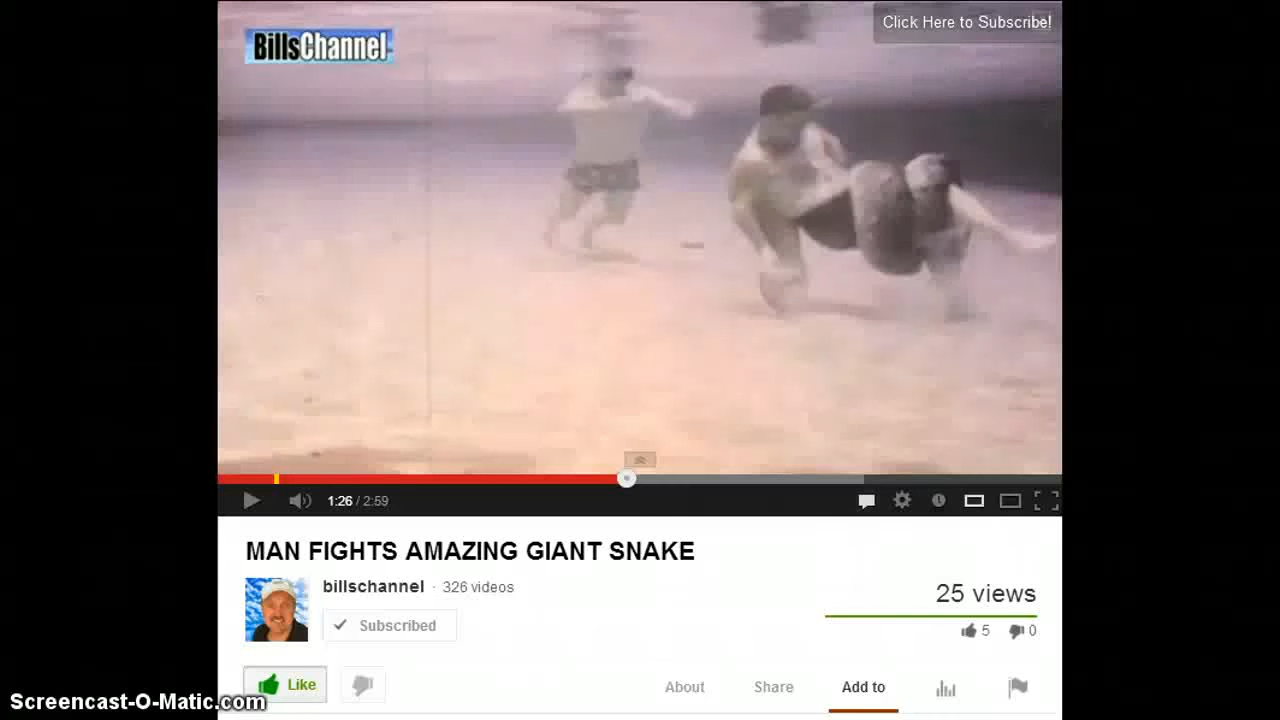 BillsChannel
Click Here to Subscribe!
1:26 / 2:59
MAN FIGHTS AMAZING GIANT SNAKE
billschannel · 326 videos
Subscribed
25 views
5 0
Like
About Share Add to
Screencast-O-Matic.com